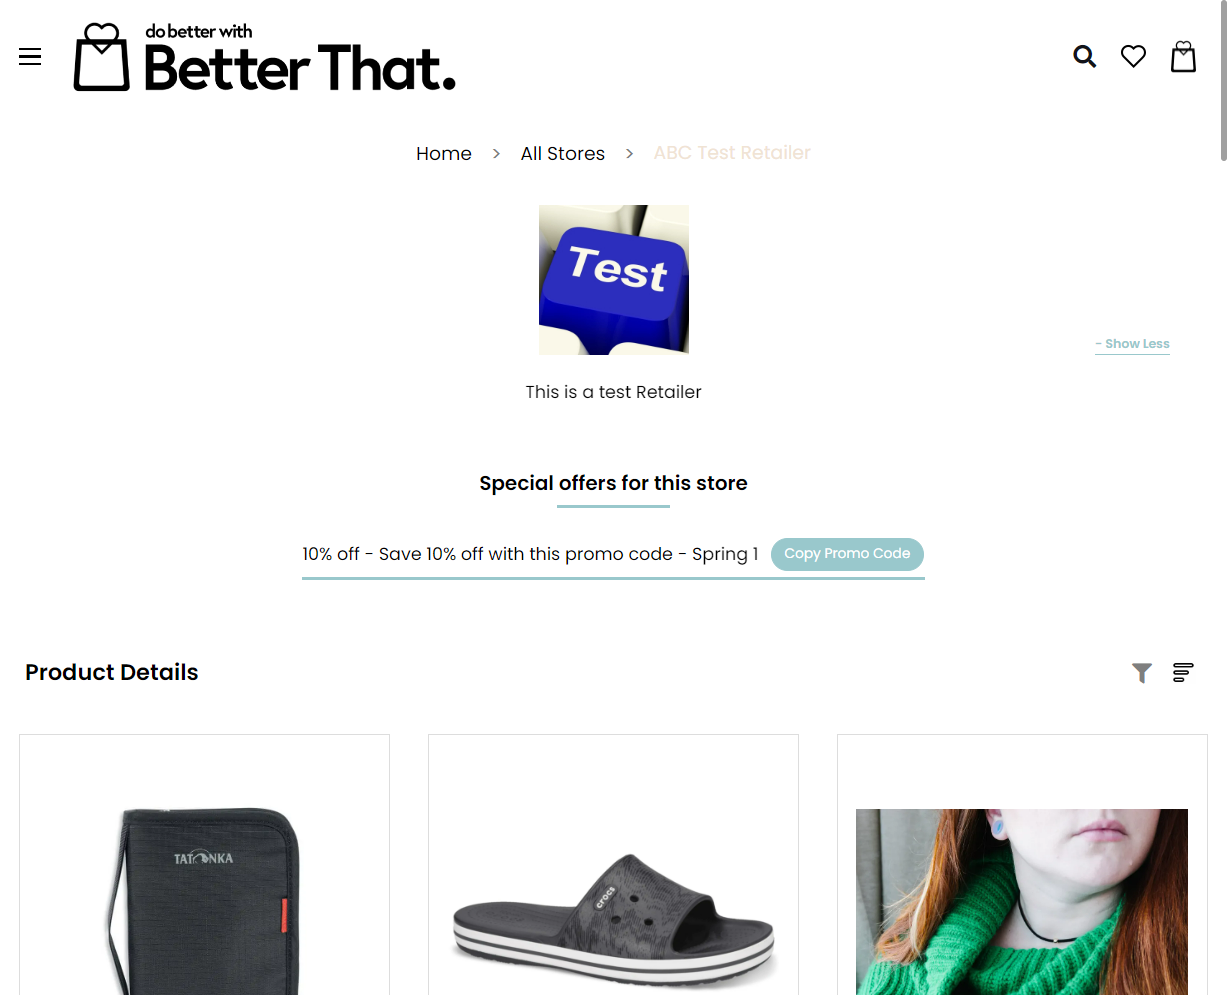 do better with
Better That.
Home > All Stores > ABC Test Retailer
Test
- Show Less
This is a test Retailer
Special offers for this store
10% off - Save 10% off with this promo code - Spring 1 Copy Promo Code
Product Details
TATONKA
crocs